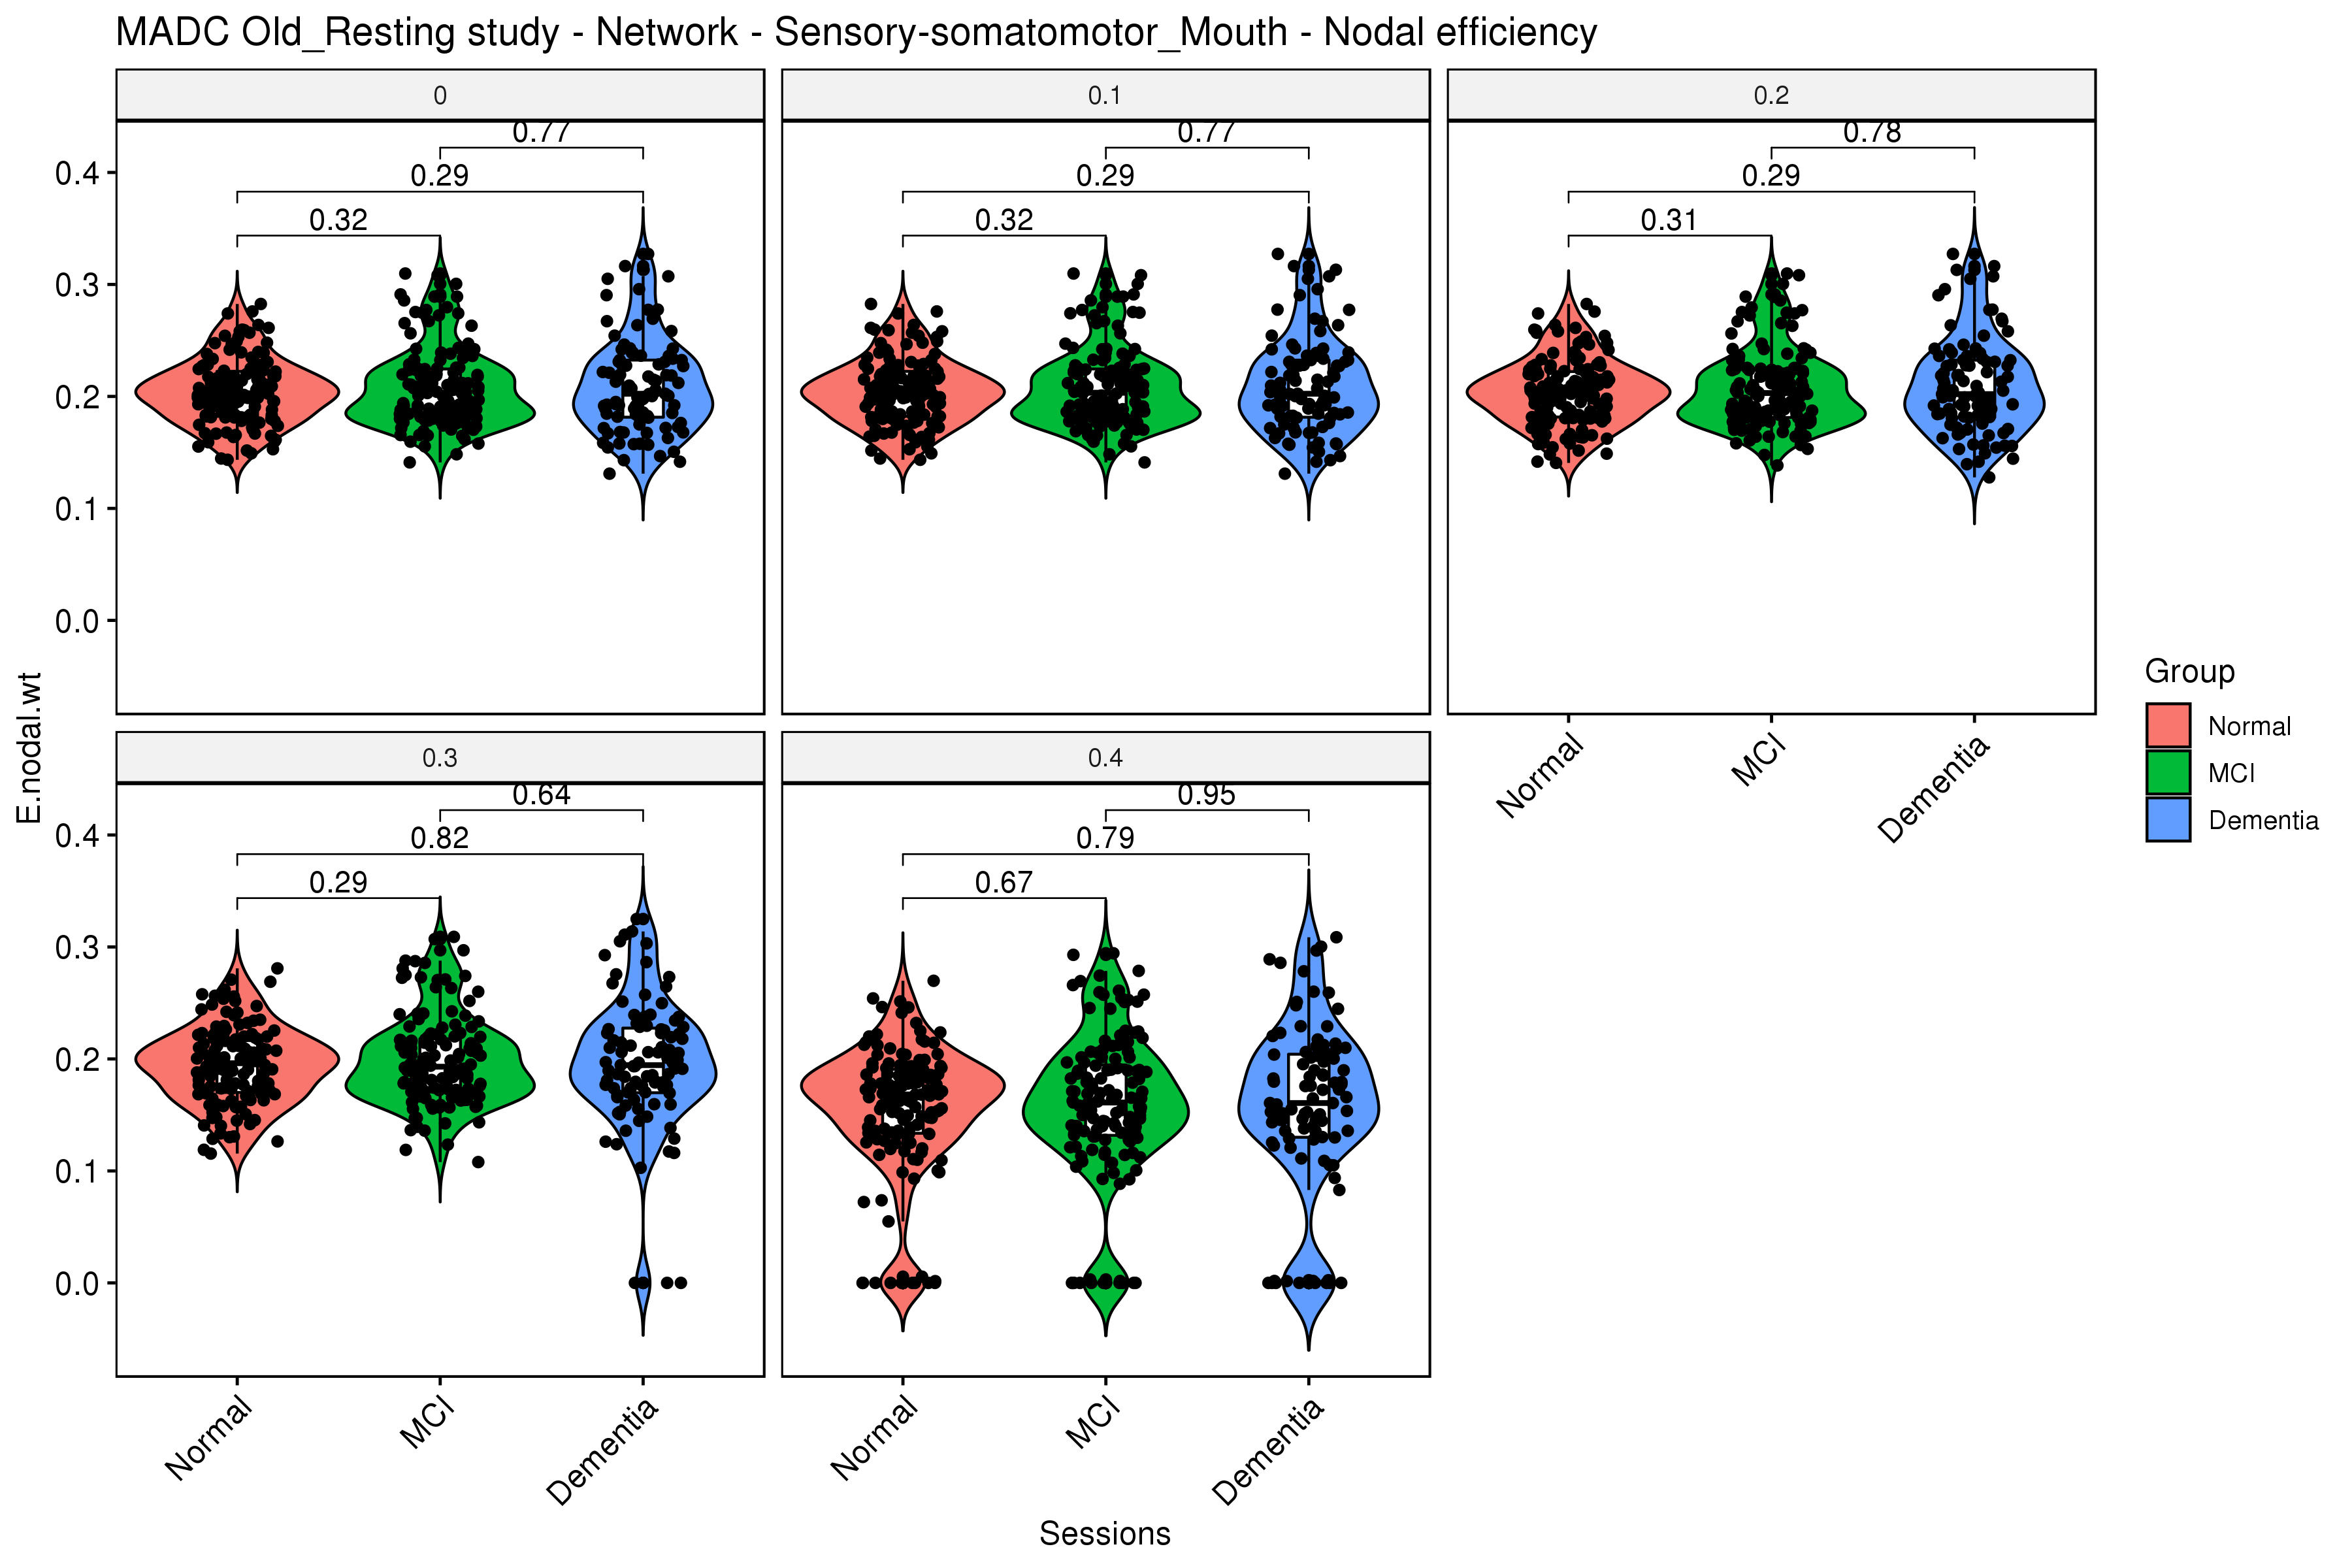 MADC Old_Resting study - Network - Sensory-somatomotor_Mouth - Nodal efficiency
0
0.1
0.2
0.77
0.29
0.32
0.77
0.29
0.32
0.78
0.29
0.31
0.4
0.3
0.2
0.1
0.0
Normal
MCI
Dementia
0.3
0.4
0.64
0.82
0.29
0.95
0.79
0.67
0.4
0.3
0.2
0.1
0.0
Normal
MCI
Dementia
Normal
MCI
Dementia
E.nodal.wt
Sessions
Group
Normal
MCI
Dementia